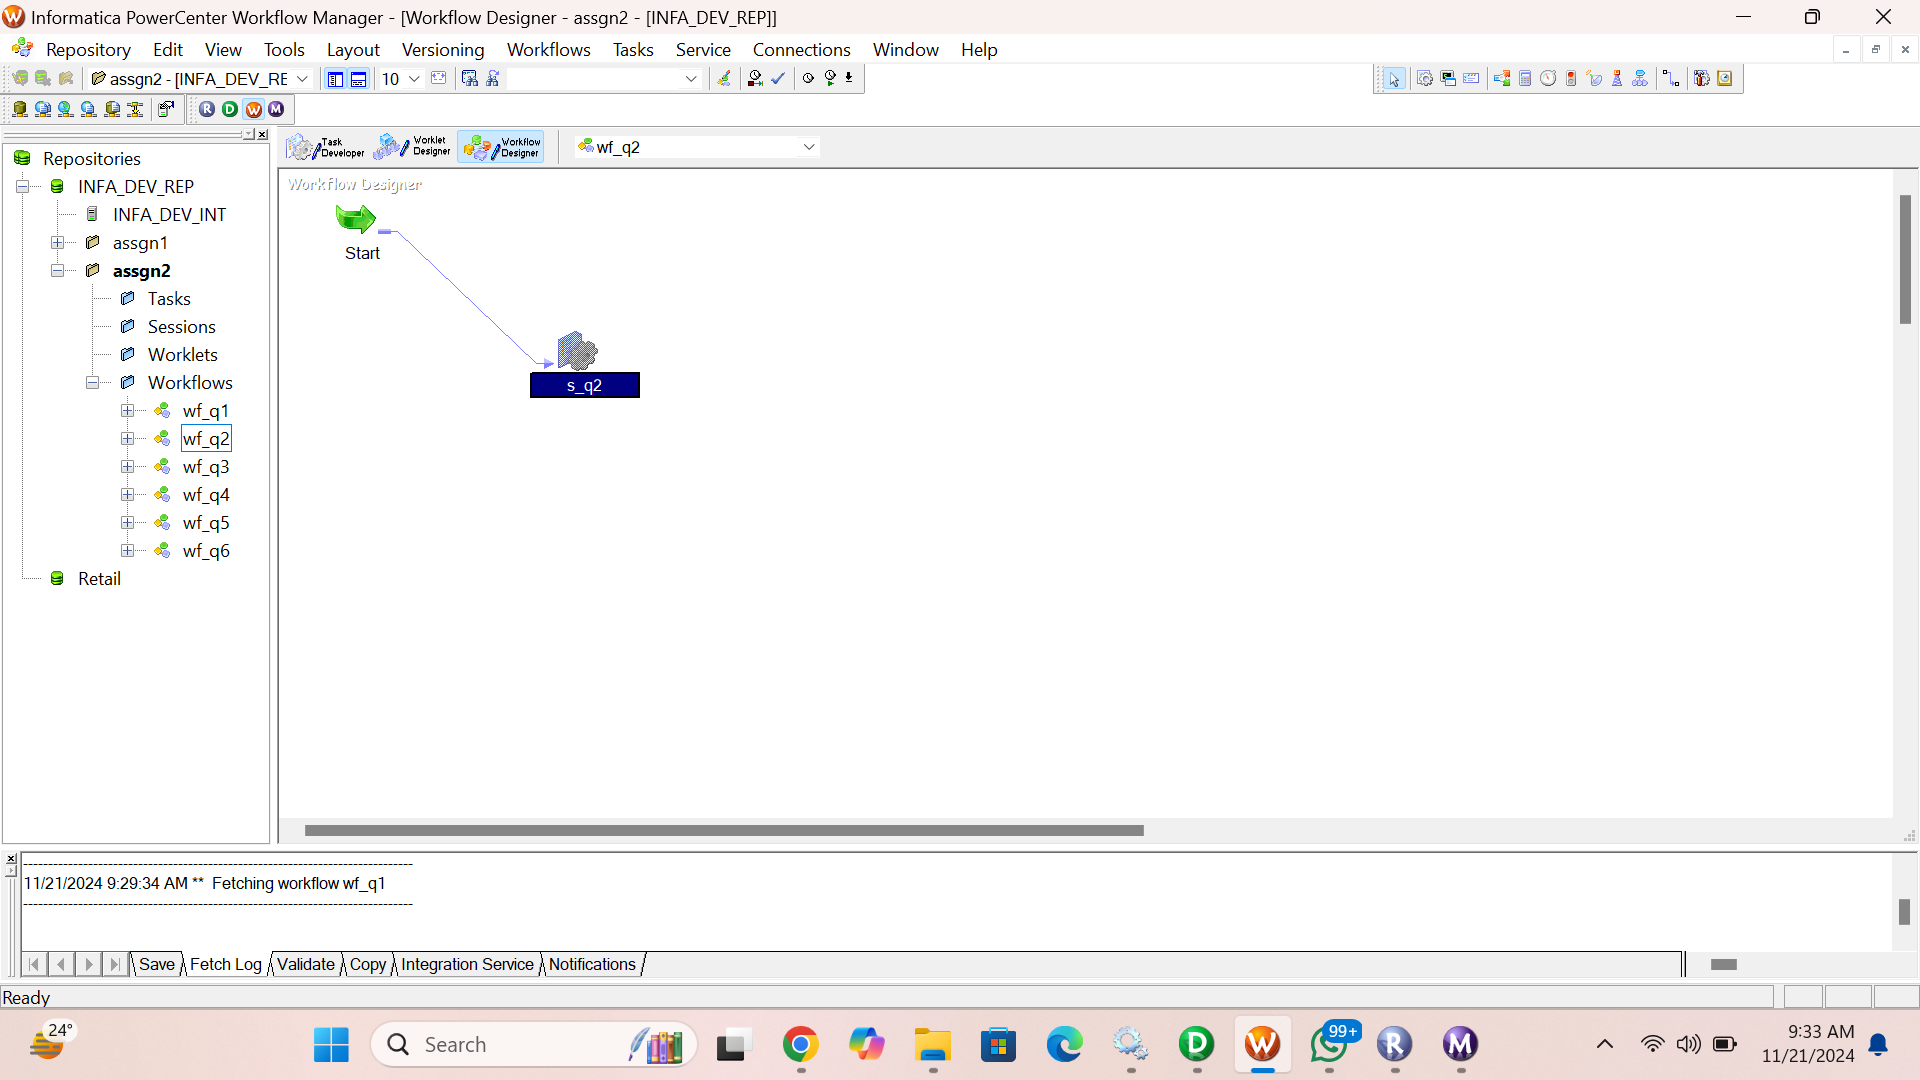 Informatica PowerCenter Workflow Manager - [Workflow Designer - assgn2 - [INFA_DEV_REP]]
Repository Edit View Tools Layout Versioning Workflows Tasks Service Connections Window Help
assgn2 - [INFA_DEV_RE 10
R D W M
Task Developer
Worklet Designer
Workflow Designer
wf_q2
Repositories
INFA_DEV_REP
INFA_DEV_INT
assgn1
assgn2
Tasks
Sessions
Worklets
Workflows
wf_q1
wf_q2
wf_q3
wf_q4
wf_q5
wf_q6
Retail
Workflow Designer
Start
s_q2
--------------------------------------------------------------------------------
11/21/2024 9:29:34 AM ** Fetching workflow wf_q1
--------------------------------------------------------------------------------
Save Fetch Log Validate Copy Integration Service Notifications
Ready
24°
Search
D W 99+ R M
9:33 AM
11/21/2024